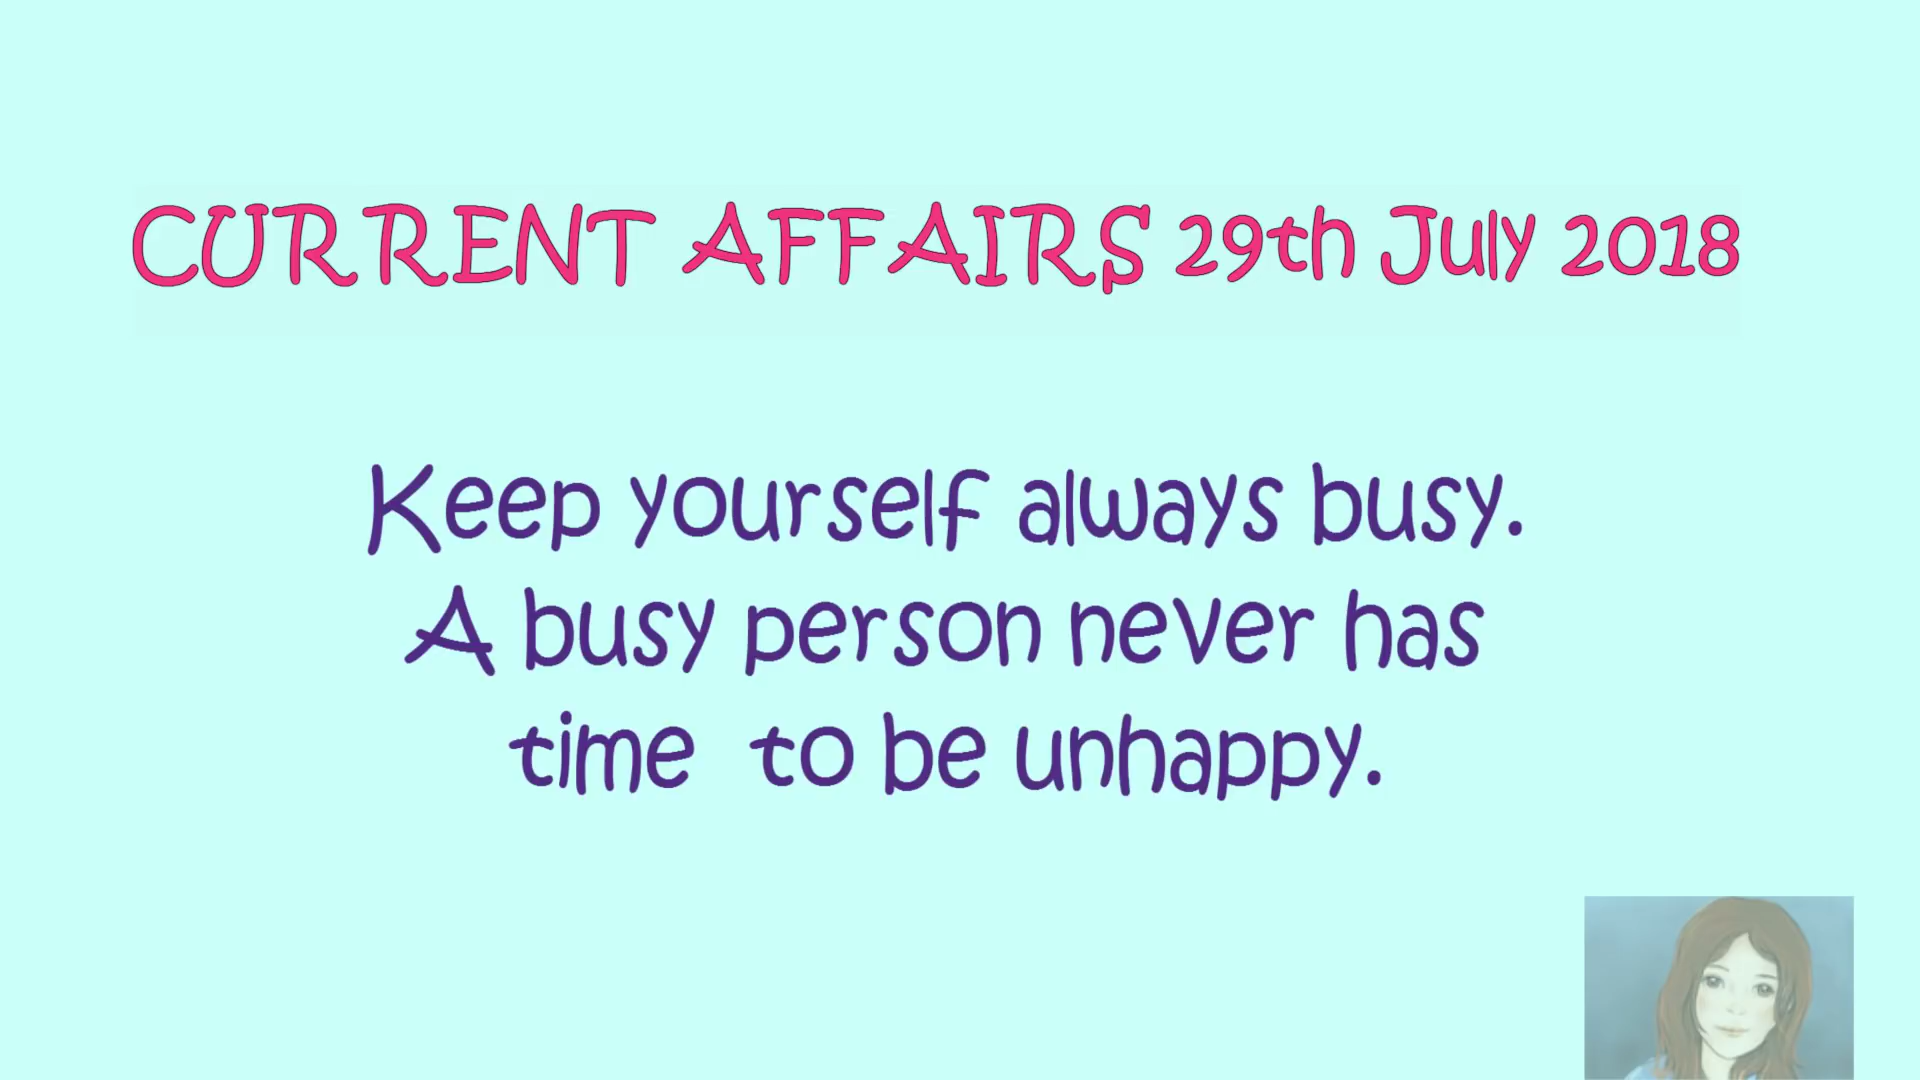 CURRENT AFFAIRS 29th July 2018
Keep yourself always busy.
A busy person never has
time  to be unhappy.